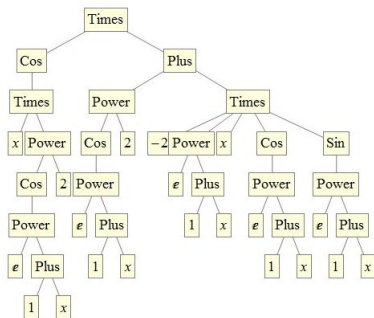 Times
Cos Plus
Times Power Times
x Power Cos 2 -2 Power x Cos Sin
Cos 2 Power e Plus Power Power
Power e Plus 1 x e Plus e Plus
e Plus 1 x 1 x 1 x
1 x